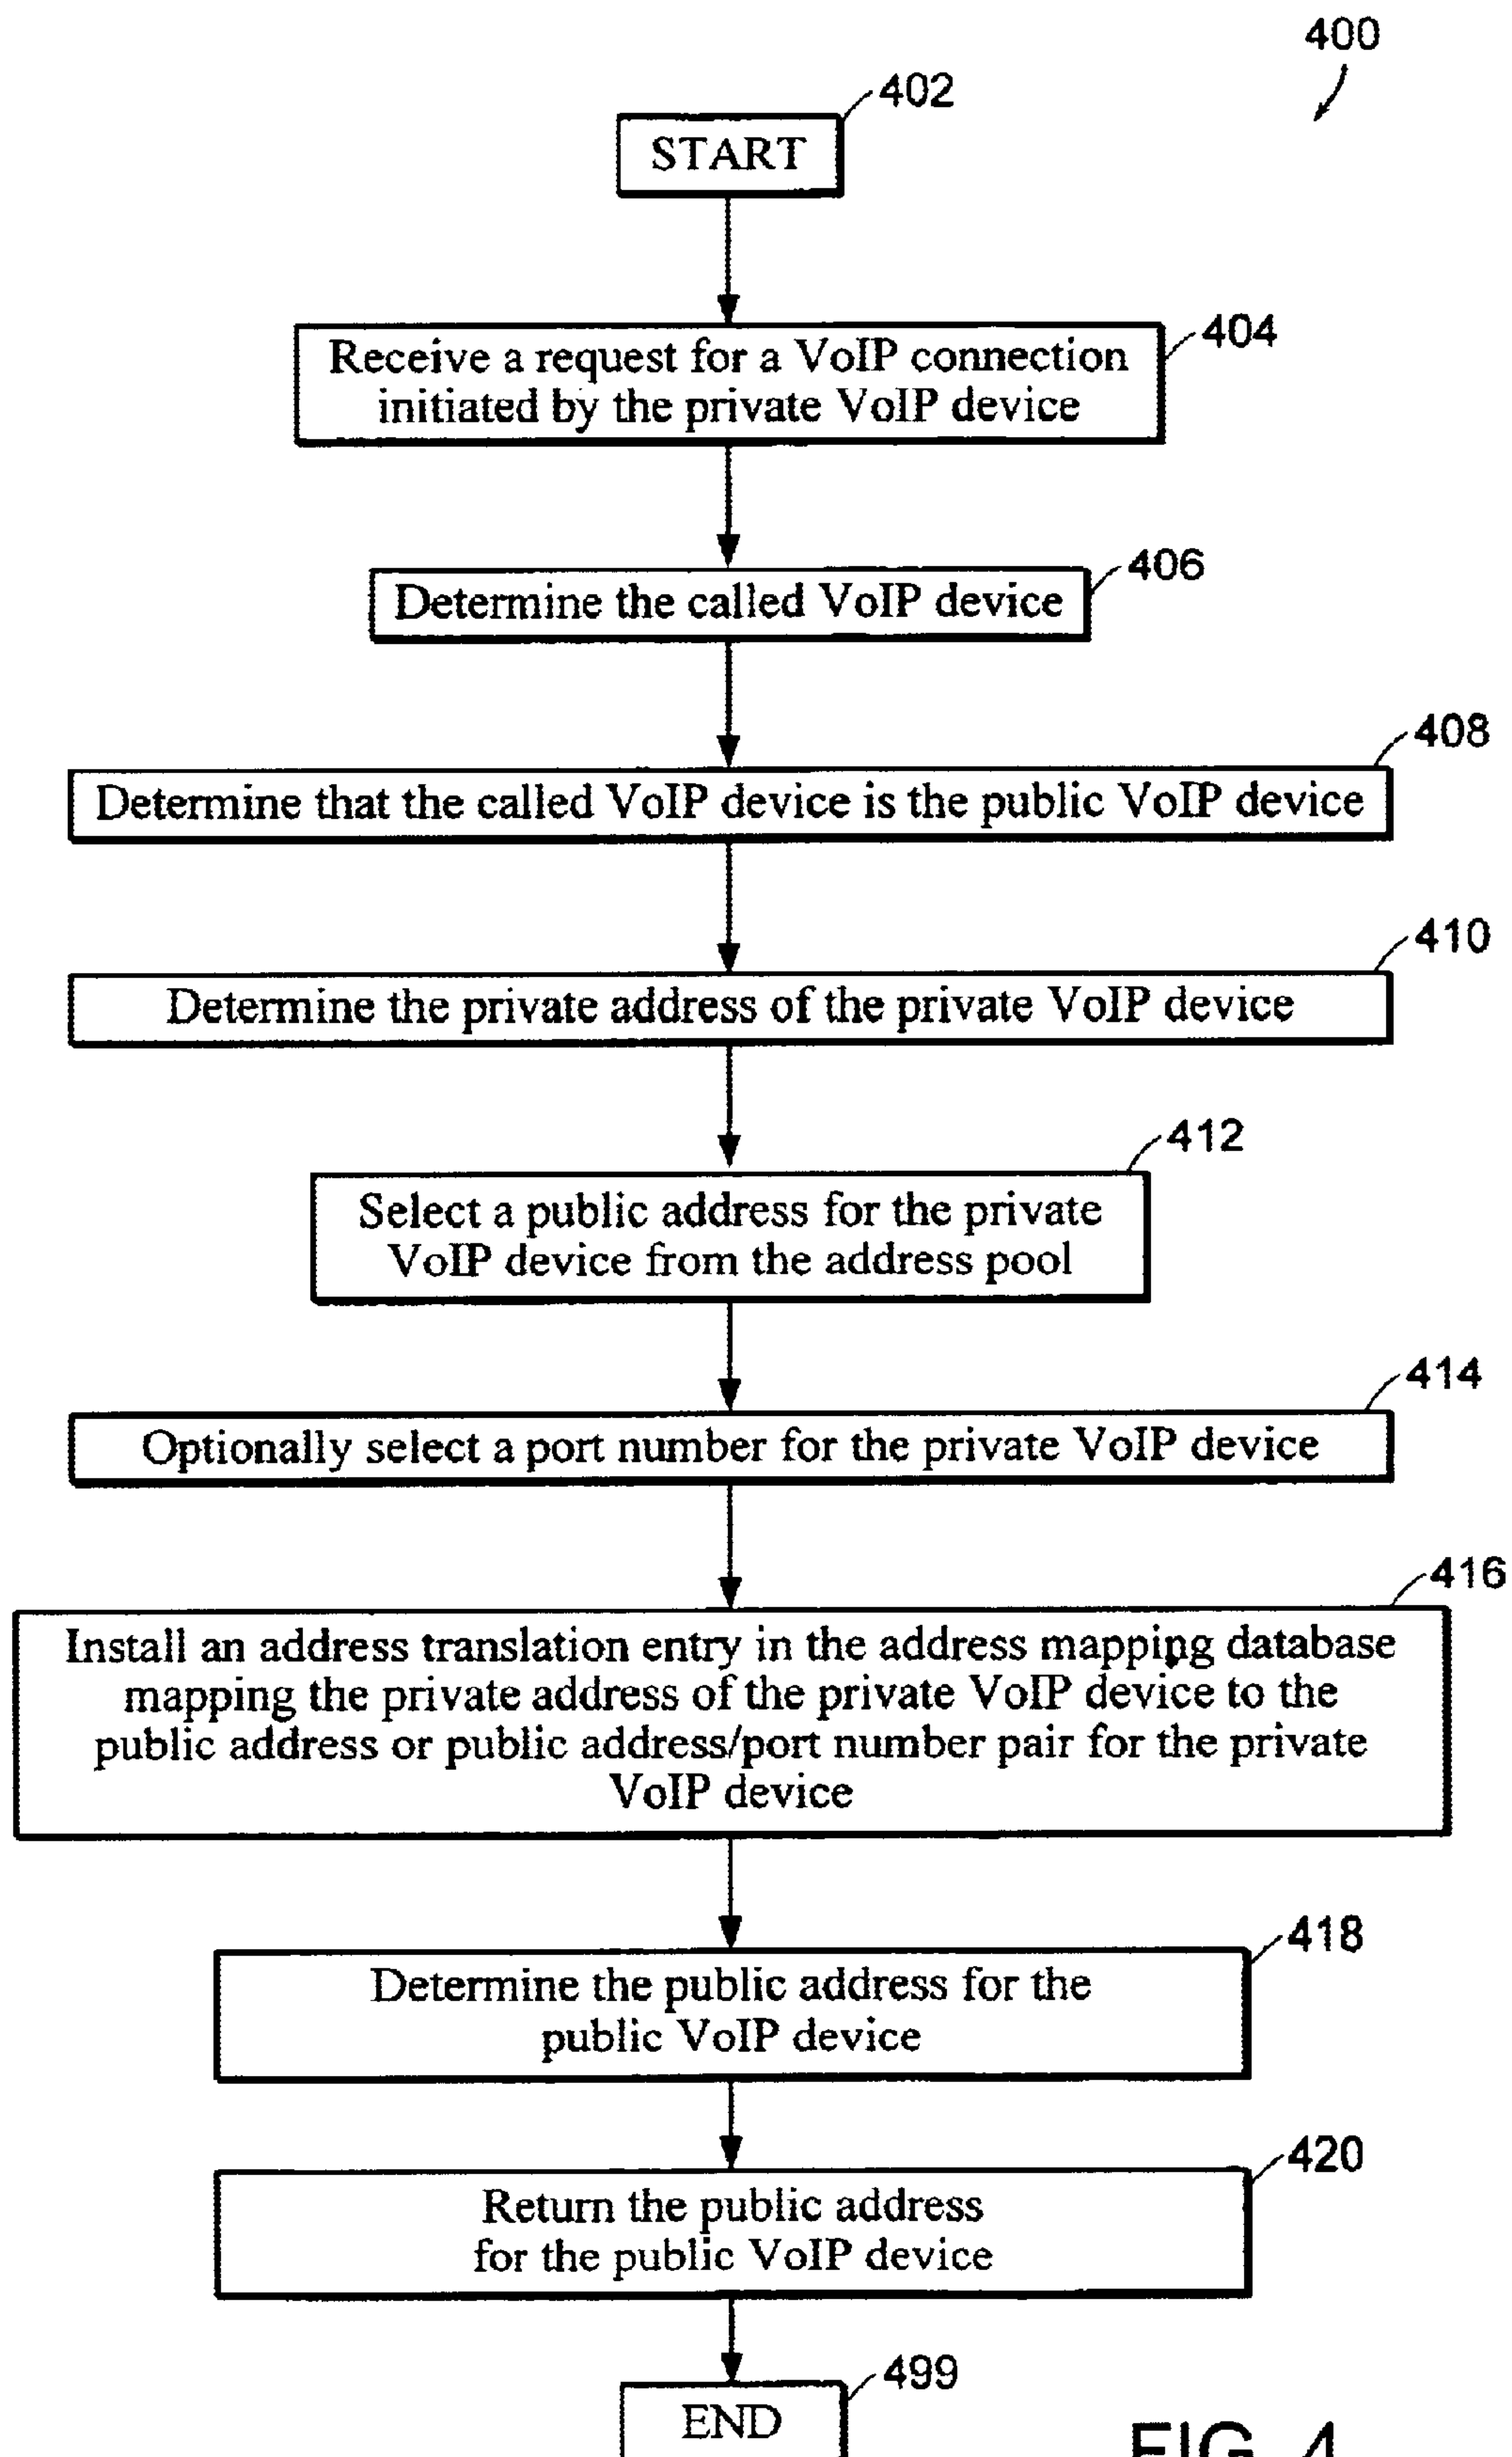 400
402
START
404
Receive a request for a VoIP connection
initiated by the private VoIP device
406
Determine the called VoIP device
408
Determine that the called VoIP device is the public VoIP device
410
Determine the private address of the private VoIP device
412
Select a public address for the private
VoIP device from the address pool
414
Optionally select a port number for the private VoIP device
416
Install an address translation entry in the address mapping database
mapping the private address of the private VoIP device to the
public address or public address/port number pair for the private
VoIP device
418
Determine the public address for the
public VoIP device
420
Return the public address
for the public VoIP device
499
END
FIG. 4